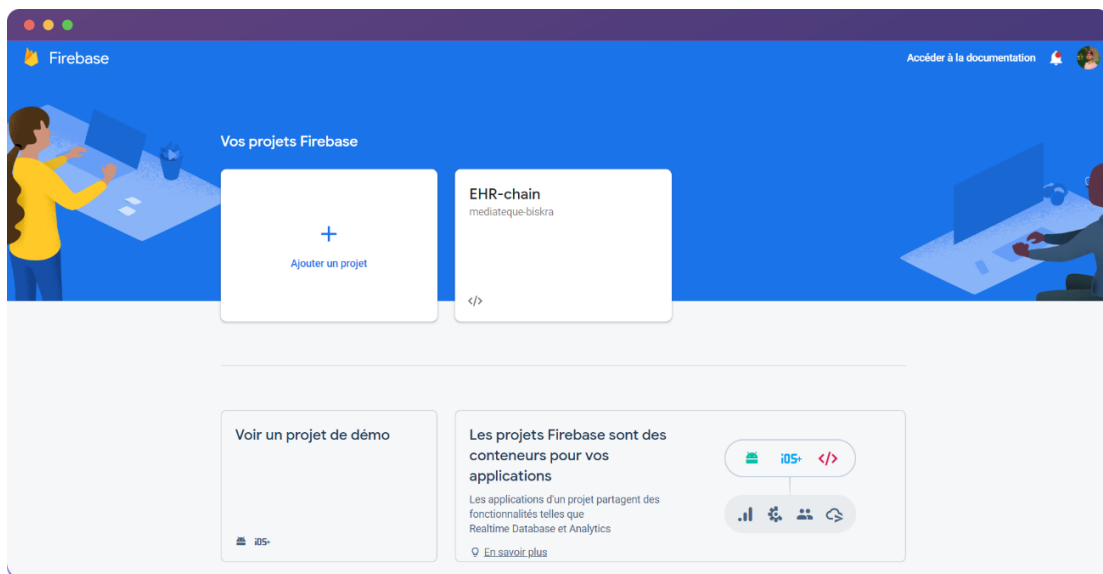 Firebase
Accéder à la documentation
Vos projets Firebase
Ajouter un projet
EHR-chain
mediateque-biskra
</>
Voir un projet de démo
iOS+
Les projets Firebase sont des
conteneurs pour vos
applications
Les applications d'un projet partagent des
fonctionnalités telles que
Realtime Database et Analytics
En savoir plus
iOS+ </>